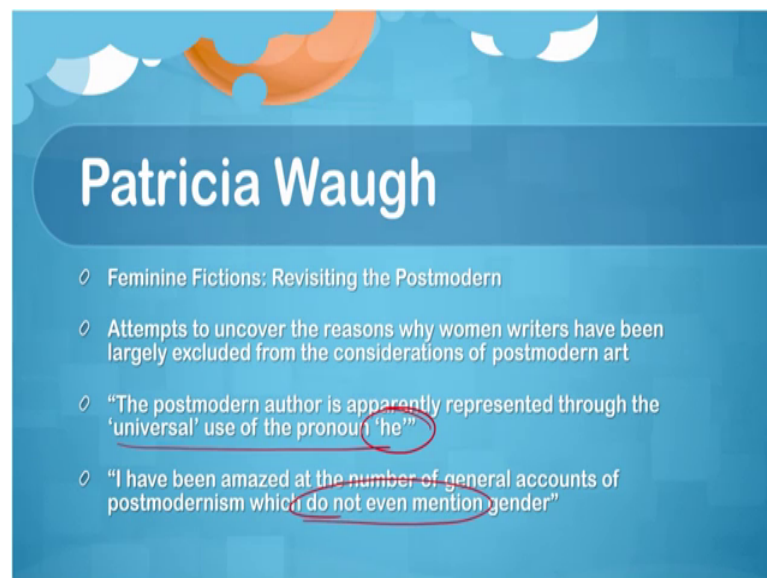 Patricia Waugh
Feminine Fictions: Revisiting the Postmodern
Attempts to uncover the reasons why women writers have been
largely excluded from the considerations of postmodern art
“The postmodern author is apparently represented through the
‘universal’ use of the pronoun ‘he’”
“I have been amazed at the number of general accounts of
postmodernism which do not even mention gender”